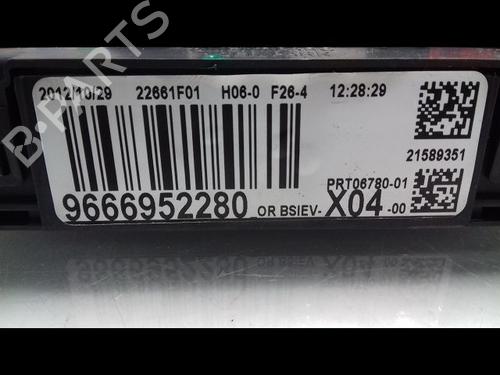 2012/10/29 22661F01 H06-0 F26-4 12:28:29
21589351
PRT06780-01
9666952280 OR BSIEV- X04 -00
B-PARTS